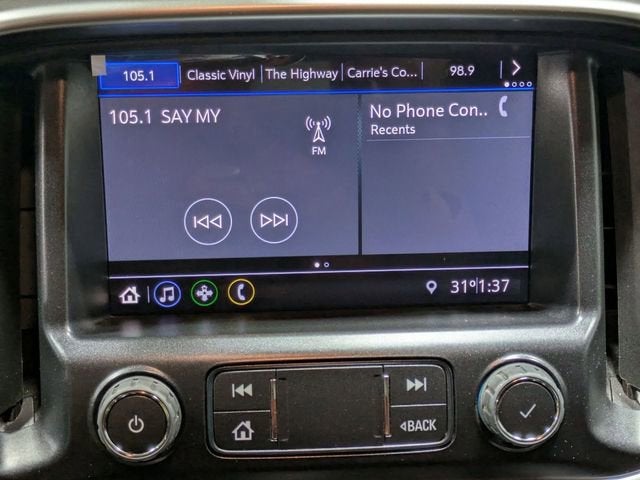 105.1 Classic Vinyl The Highway Carrie's Co... 98.9
105.1 SAY MY
FM
No Phone Con..
Recents
31° 1:37
BACK